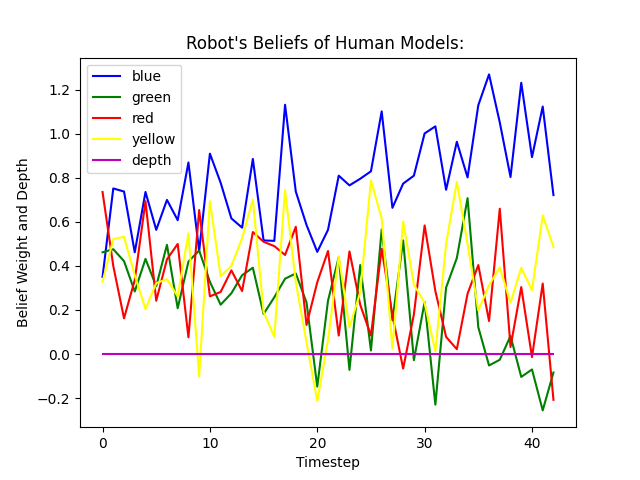 Robot's Beliefs of Human Models:
blue
green
red
yellow
depth
Belief Weight and Depth
1.2
1.0
0.8
0.6
0.4
0.2
0.0
−0.2
0
10
20
30
40
Timestep